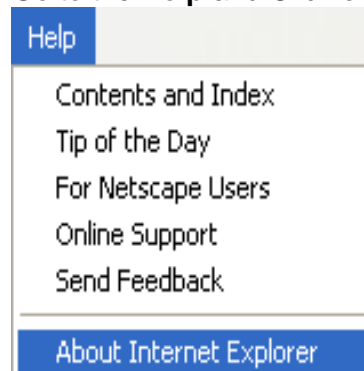 Help
Contents and Index
Tip of the Day
For Netscape Users
Online Support
Send Feedback
About Internet Explorer